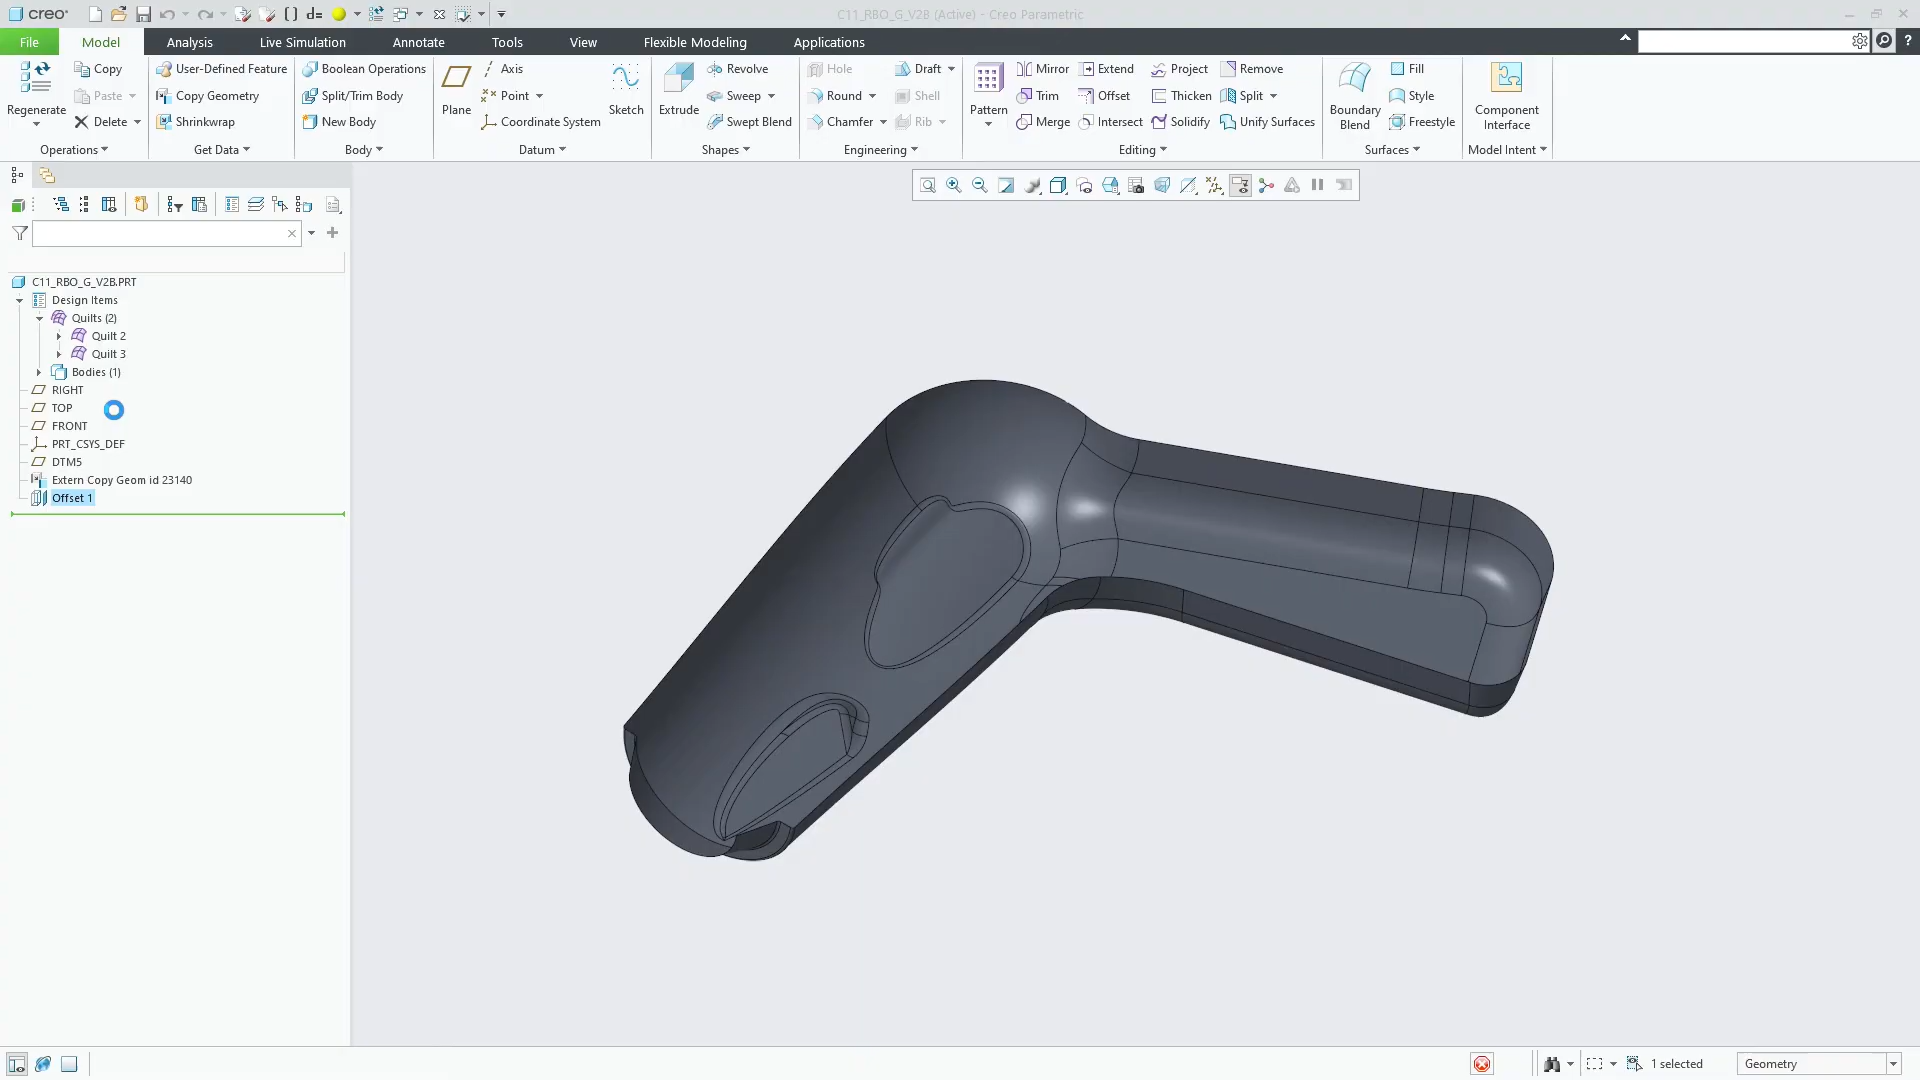 creo
d=
C11_RBO_G_V2B (Active) - Creo Parametric
File
Model
Analysis
Live Simulation
Annotate
Tools
View
Flexible Modeling
Applications
?
Regenerate
Copy
Paste
Delete
Operations
User-Defined Feature
Copy Geometry
Shrinkwrap
Get Data
Boolean Operations
Split/Trim Body
New Body
Body
Plane
Axis
Point
Coordinate System
Sketch
Datum
Extrude
Revolve
Sweep
Swept Blend
Shapes
Hole
Round
Chamfer
Draft
Shell
Rib
Engineering
Pattern
Mirror
Trim
Merge
Extend
Offset
Intersect
Project
Thicken
Solidify
Remove
Split
Unify Surfaces
Editing
Boundary
Blend
Fill
Style
Freestyle
Surfaces
Component
Interface
Model Intent
C11_RBO_G_V2B.PRT
Design Items
Quilts (2)
Quilt 2
Quilt 3
Bodies (1)
RIGHT
TOP
FRONT
PRT_CSYS_DEF
DTM5
Extern Copy Geom id 23140
Offset 1
1 selected
Geometry